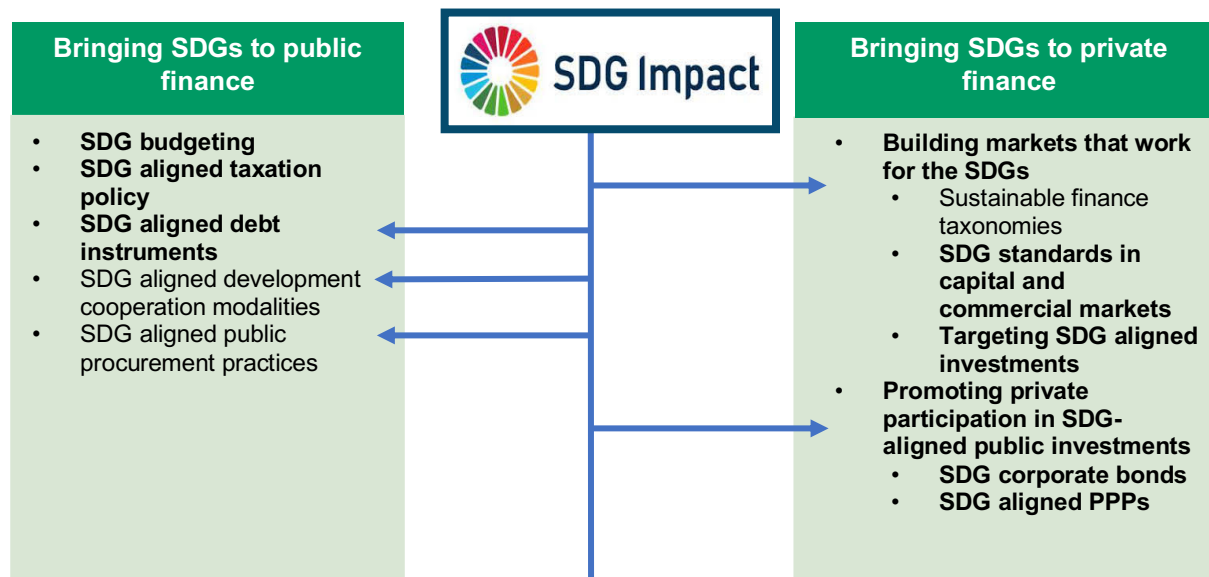 Bringing SDGs to public
finance
• SDG budgeting
• SDG aligned taxation
policy
• SDG aligned debt
instruments
• SDG aligned development
cooperation modalities
• SDG aligned public
procurement practices
SDG Impact
Bringing SDGs to private
finance
• Building markets that work
for the SDGs
• Sustainable finance
taxonomies
• SDG standards in
capital and
commercial markets
• Targeting SDG aligned
investments
• Promoting private
participation in SDG-
aligned public investments
• SDG corporate bonds
• SDG aligned PPPs